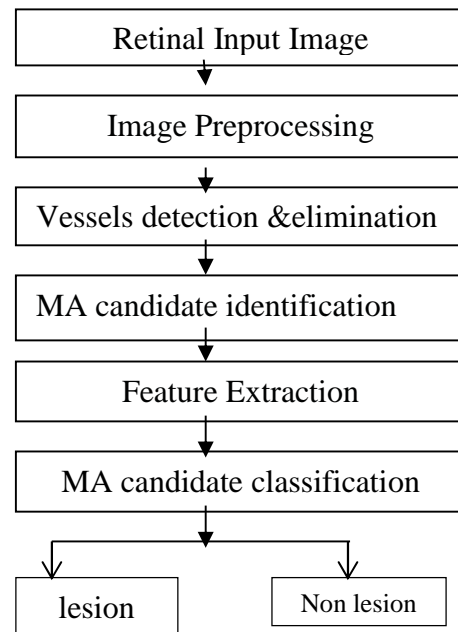 Retinal Input Image
Image Preprocessing
Vessels detection &elimination
MA candidate identification
Feature Extraction
MA candidate classification
lesion
Non lesion